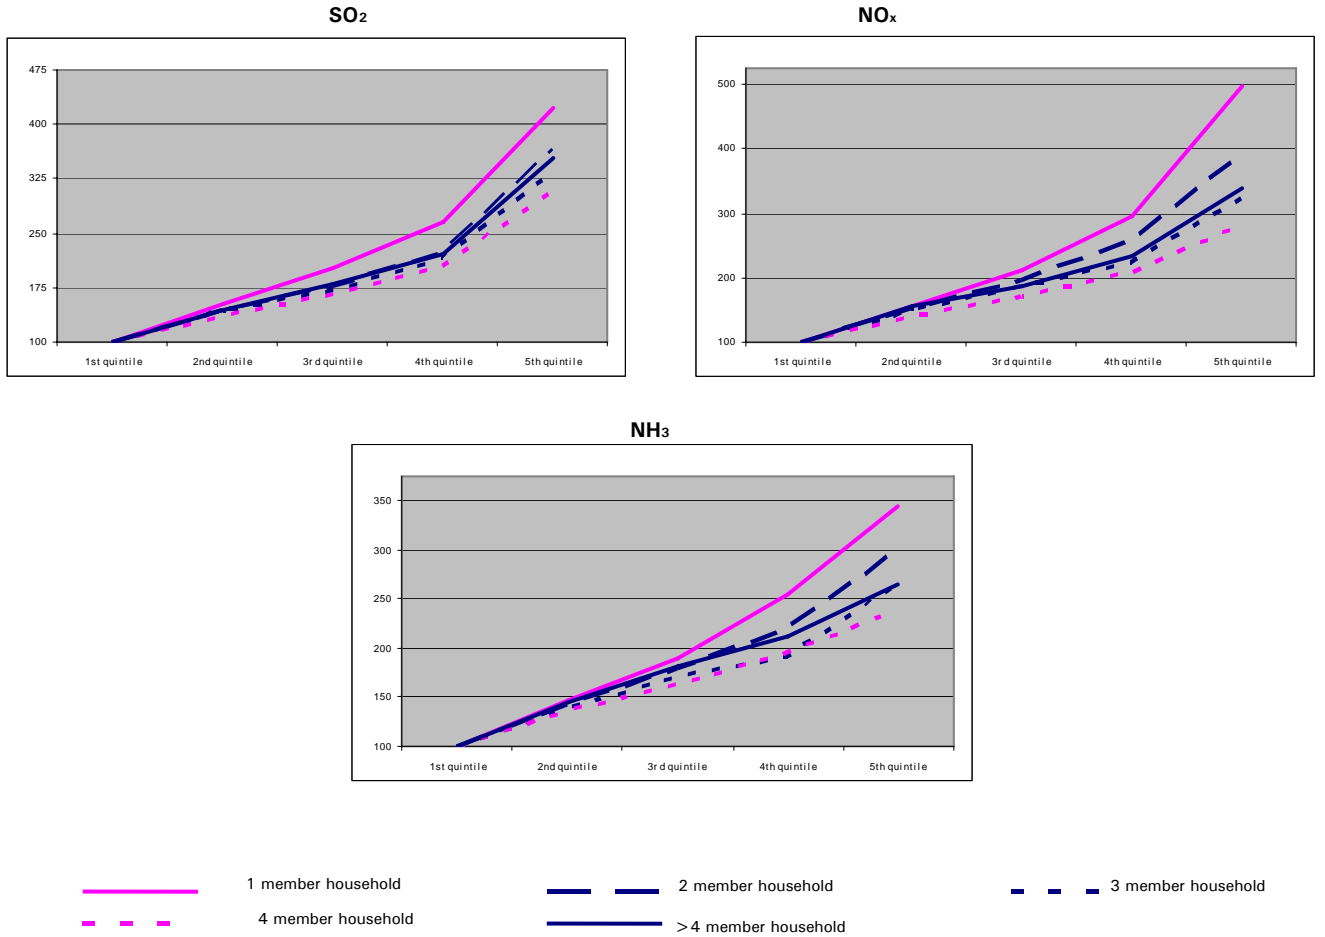 SO2
475
400
325
250
175
100
1st quintile 2nd quintile 3rd quintile 4th quintile 5th quintile
NOx
500
400
300
200
100
1st quintile 2nd quintile 3rd quintile 4th quintile 5th quintile
NH3
350
300
250
200
150
100
1st quintile 2nd quintile 3rd quintile 4th quintile 5th quintile
1 member household 2 member household 3 member household
4 member household >4 member household